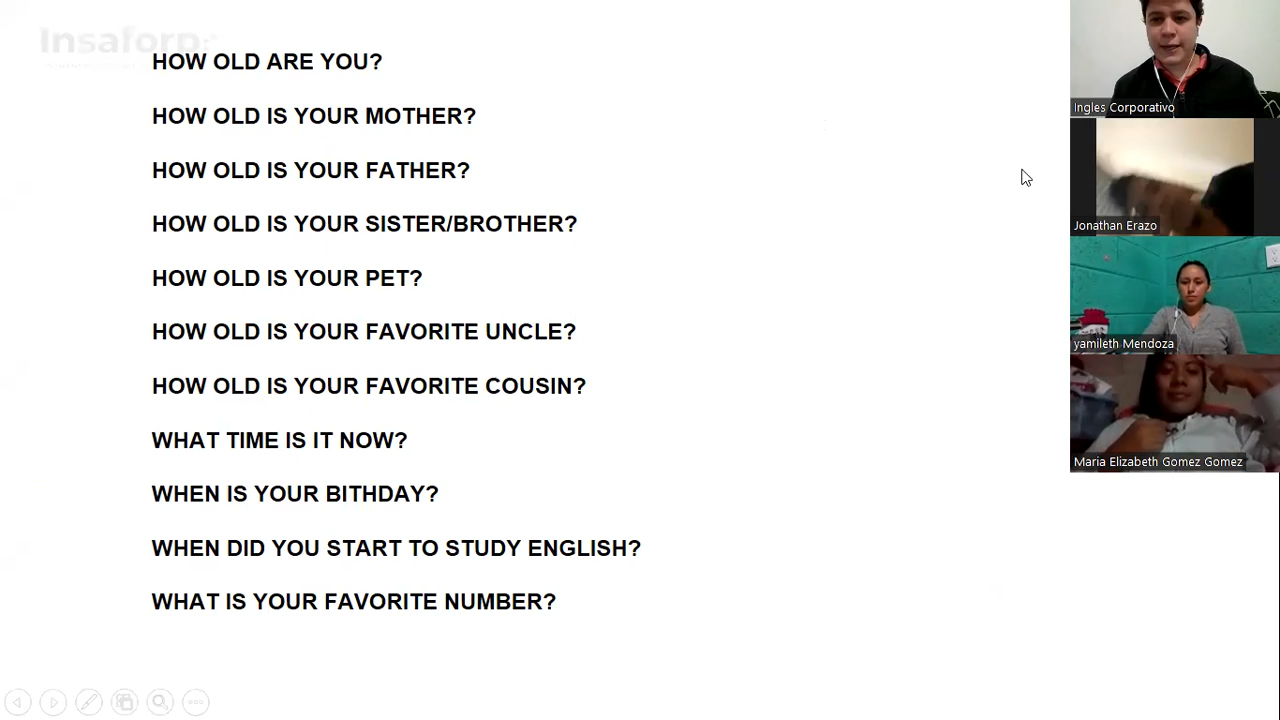 Insaforp
HOW OLD ARE YOU?
HOW OLD IS YOUR MOTHER?
HOW OLD IS YOUR FATHER?
HOW OLD IS YOUR SISTER/BROTHER?
HOW OLD IS YOUR PET?
HOW OLD IS YOUR FAVORITE UNCLE?
HOW OLD IS YOUR FAVORITE COUSIN?
WHAT TIME IS IT NOW?
WHEN IS YOUR BITHDAY?
WHEN DID YOU START TO STUDY ENGLISH?
WHAT IS YOUR FAVORITE NUMBER?
Ingles Corporativo
Jonathan Erazo
yamileth Mendoza
Maria Elizabeth Gomez Gomez